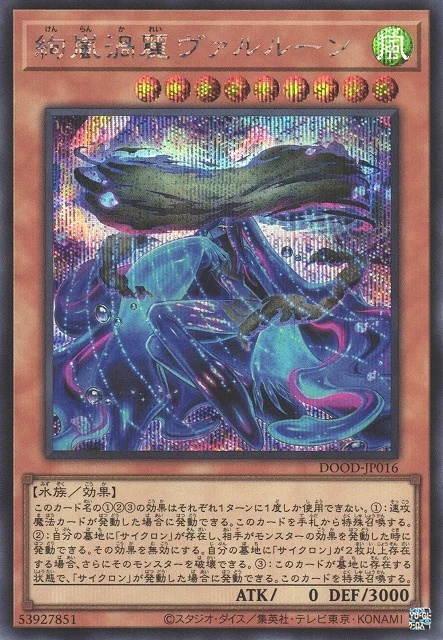 絢嵐渦麗ヴァルルーン
けん らん か れい
嵐
DOOD-JP016
【水族／効果】
このカード名の①②③の効果はそれぞれ１ターンに１度しか使用できない。①：速攻
魔法カードが発動した場合に発動できる。このカードを手札から特殊召喚する。
②：自分の墓地に「サイクロン」が存在し、相手がモンスターの効果を発動した時に
発動できる。その効果を無効にする。自分の墓地に「サイクロン」が２枚以上存在
する場合、さらにそのモンスターを破壊できる。③：このカードが墓地に存在する
状態で、「サイクロン」が発動した場合に発動できる。このカードを特殊召喚する。
ATK/ 0 DEF/3000
53927851
©スタジオ・ダイス／集英社・テレビ東京・KONAMI